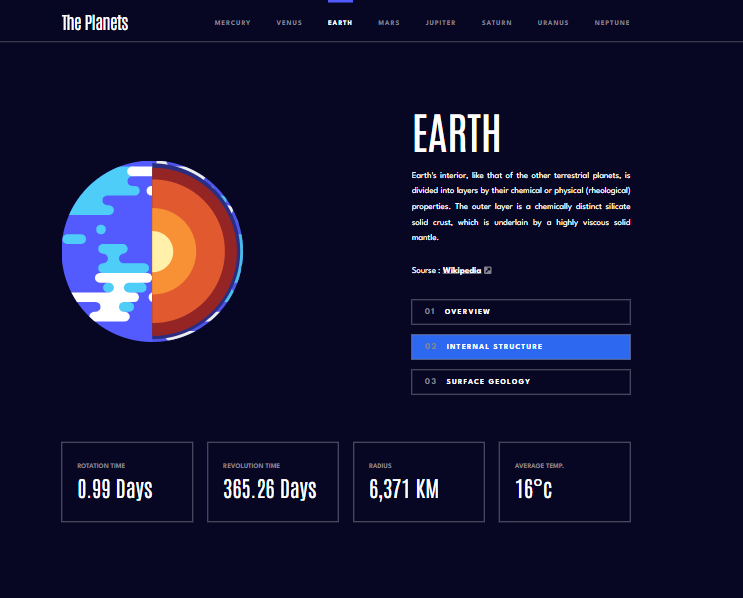 The Planets
MERCURY VENUS EARTH MARS JUPITER SATURN URANUS NEPTUNE
EARTH
Earth's interior, like that of the other terrestrial planets, is
divided into layers by their chemical or physical (rheological)
properties. The outer layer is a chemically distinct silicate
solid crust, which is underlain by a highly viscous solid
mantle.
Sourse : Wikipedia
01 OVERVIEW
02 INTERNAL STRUCTURE
03 SURFACE GEOLOGY
ROTATION TIME
0.99 Days
REVOLUTION TIME
365.26 Days
RADIUS
6,371 KM
AVERAGE TEMP.
16°c